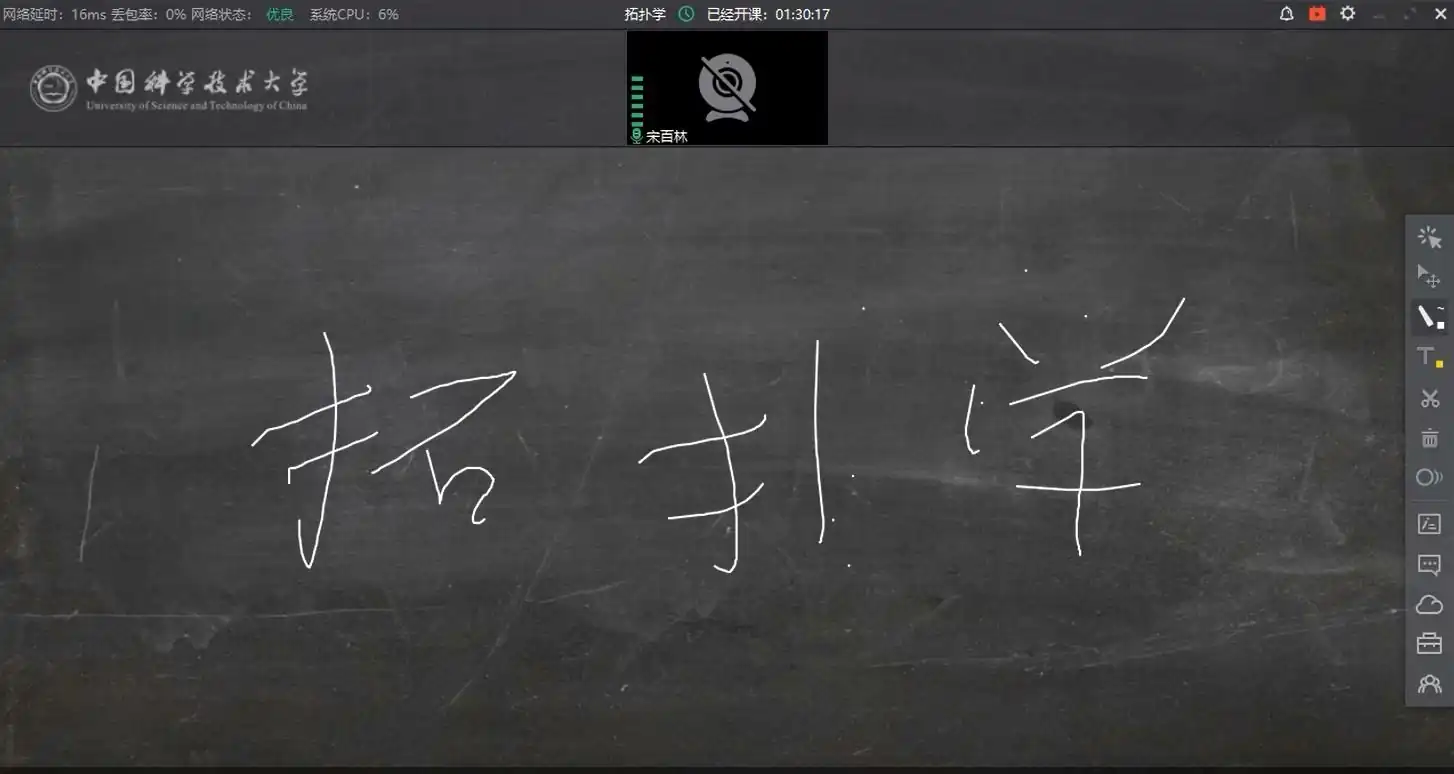 网络延时：16ms 丢包率：0% 网络状态： 优良 系统CPU：6% 拓扑学 已经开课：01:30:17
中国科学技术大学
University of Science and Technology of China
宋百林
拓扑学